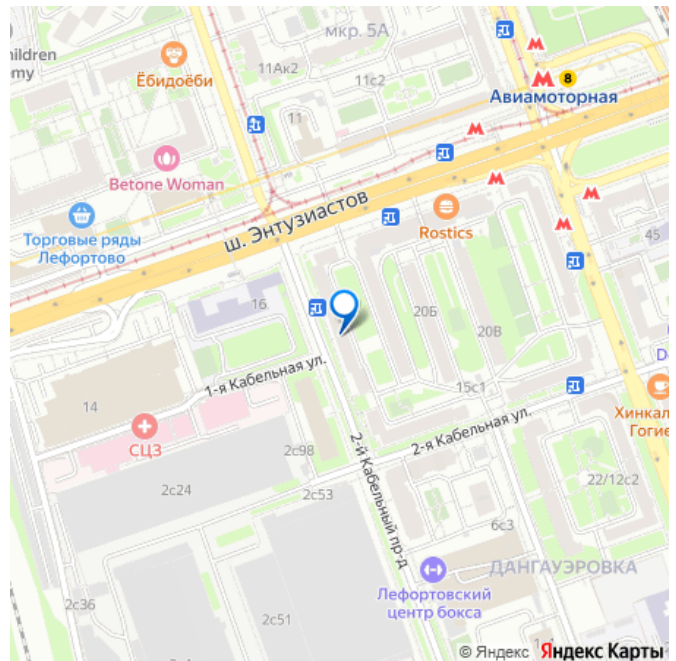 мкр. 5А
hildren
emy
Ёбидоёби
11Ак2
11с2
8
Авиамоторная
11
Betone Woman
ш. Энтузиастов
Rostics
Торговые ряды
Лефортово
45
16
20Б
20В
1-я Кабельная ул.
15с1
14
СЦЗ
2-я Кабельная ул.
Хинкал
Гогие
2с98
2-й Кабельный пр-д
2с24
2с53
22/12с2
6с3
ДАНГАУЭРОВКА
Лефортовский
центр бокса
2с36
2с51
© Яндекс Яндекс Карты